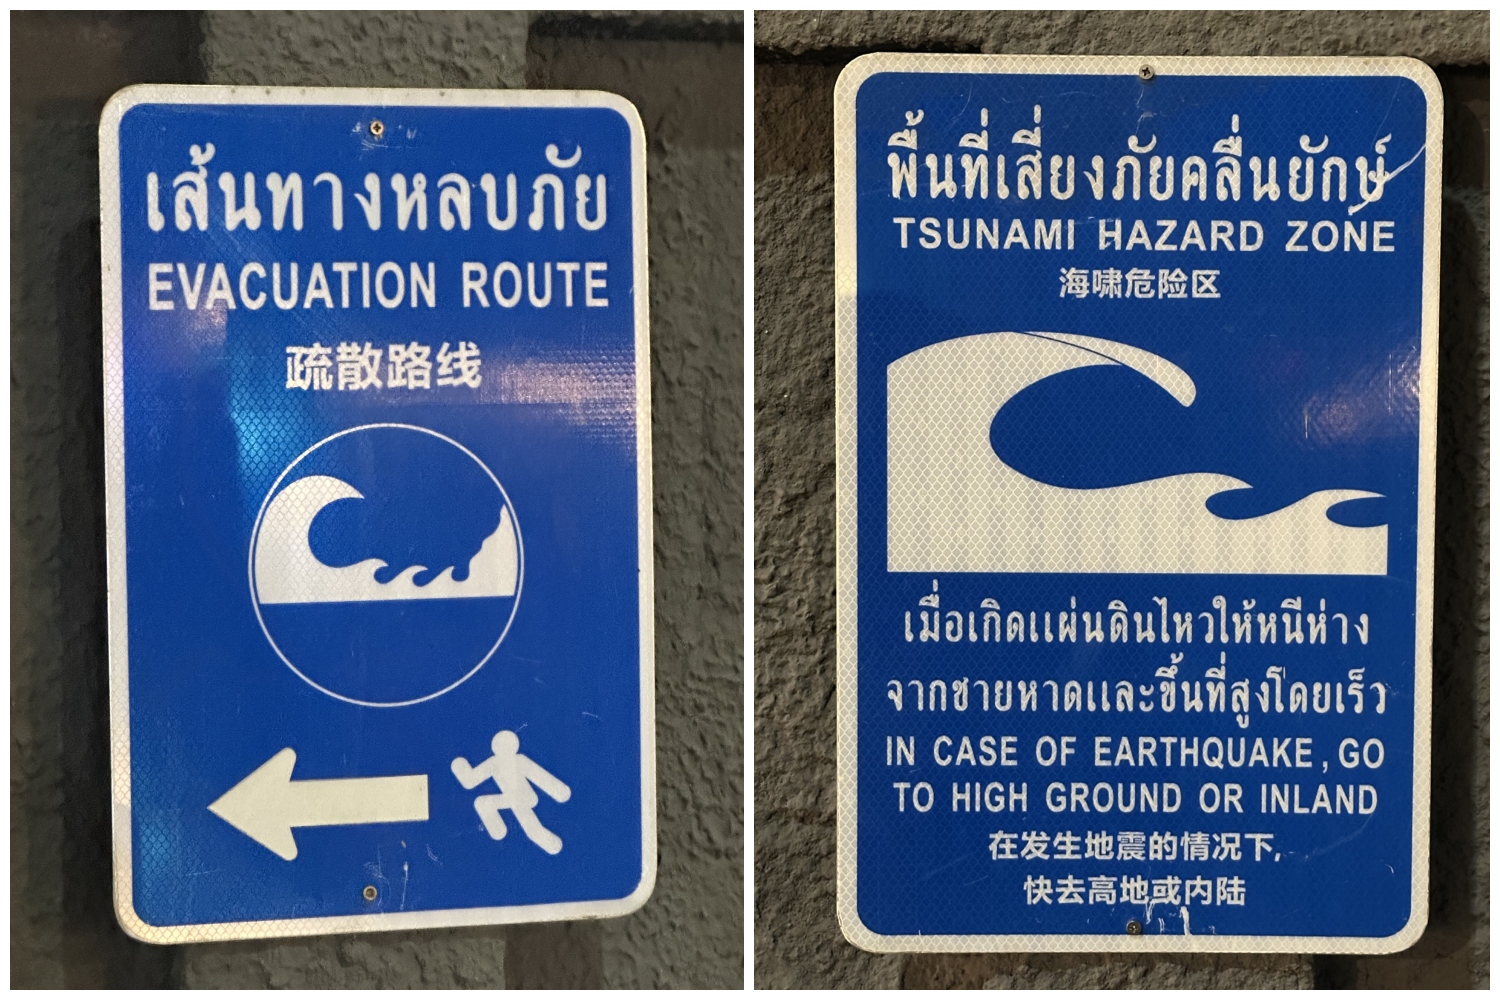 เส้นทางหลบภัย
EVACUATION ROUTE
疏散路线
พื้นที่เสี่ยงภัยคลื่นยักษ์
TSUNAMI HAZARD ZONE
海啸危险区
เมื่อเกิดแผ่นดินไหวให้หนีห่าง
จากชายหาดและขึ้นที่สูงโดยเร็ว
IN CASE OF EARTHQUAKE, GO
TO HIGH GROUND OR INLAND
在发生地震的情况下,
快去高地或内陆